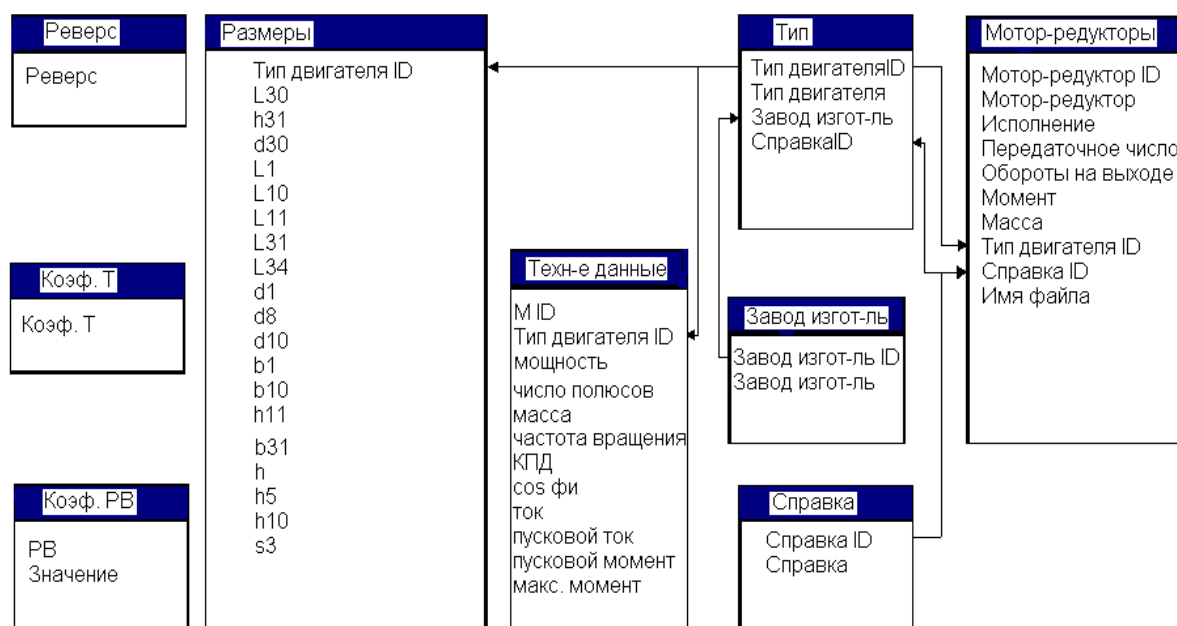 Реверс
Реверс
Коэф. Т
Коэф. Т
Коэф. РВ
РВ
Значение
Размеры
Тип двигателя ID
L30
h31
d30
L1
L10
L11
L31
L34
d1
d8
d10
b1
b10
h11
b31
h
h5
h10
s3
Техн-е данные
М ID
Тип двигателя ID
мощность
число полюсов
масса
частота вращения
КПД
cos фи
ток
пусковой ток
пусковой момент
макс. момент
Тип
Тип двигателяID
Тип двигателя
Завод изгот-ль
СправкаID
Завод изгот-ль
Завод изгот-ль ID
Завод изгот-ль
Справка
Справка ID
Справка
Мотор-редукторы
Мотор-редуктор ID
Мотор-редуктор
Исполнение
Передаточное число
Обороты на выходе
Момент
Масса
Тип двигателя ID
Справка ID
Имя файла